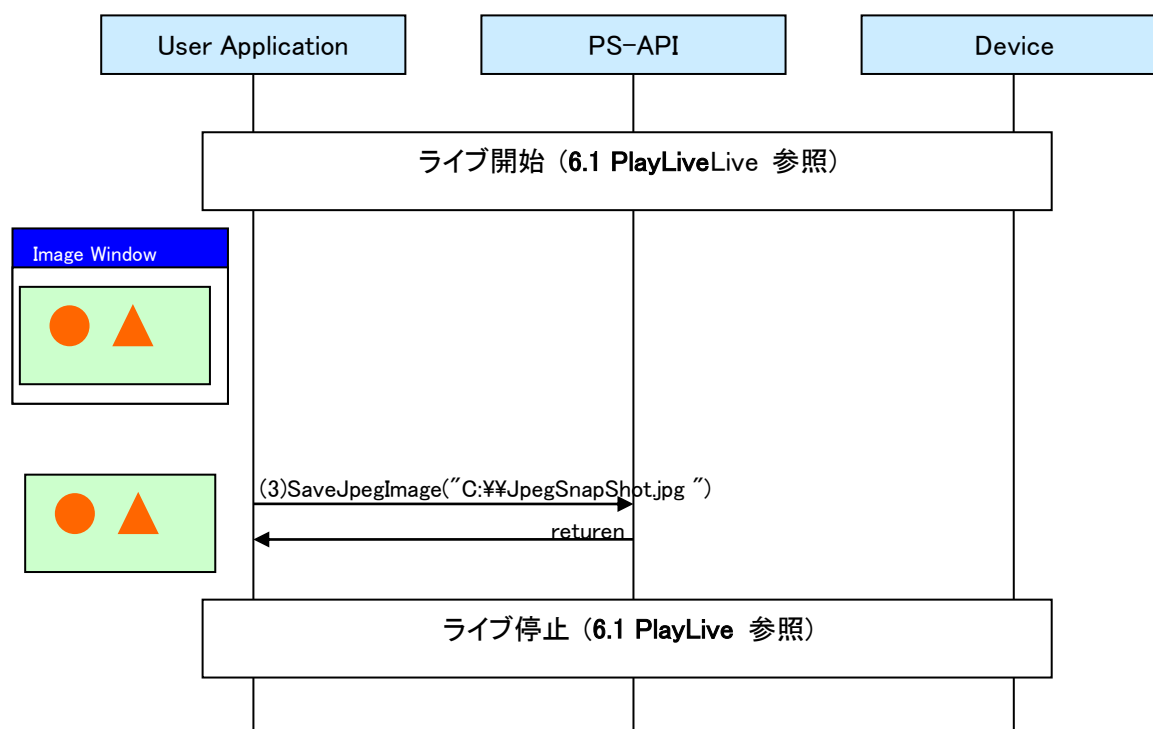 User Application
PS-API
Device
ライブ開始 (6.1 PlayLiveLive 参照)
Image Window
(3)SaveJpegImage("C:¥¥JpegSnapShot.jpg ")
returen
ライブ停止 (6.1 PlayLive 参照)